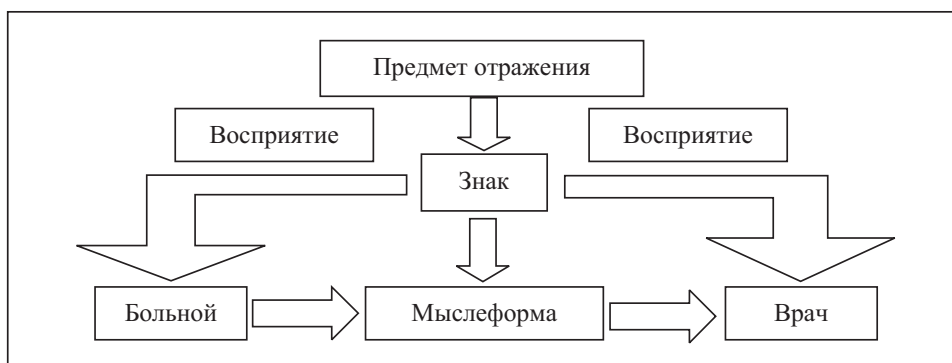 Предмет отражения
Восприятие
Восприятие
Знак
Больной
Мыслеформа
Врач